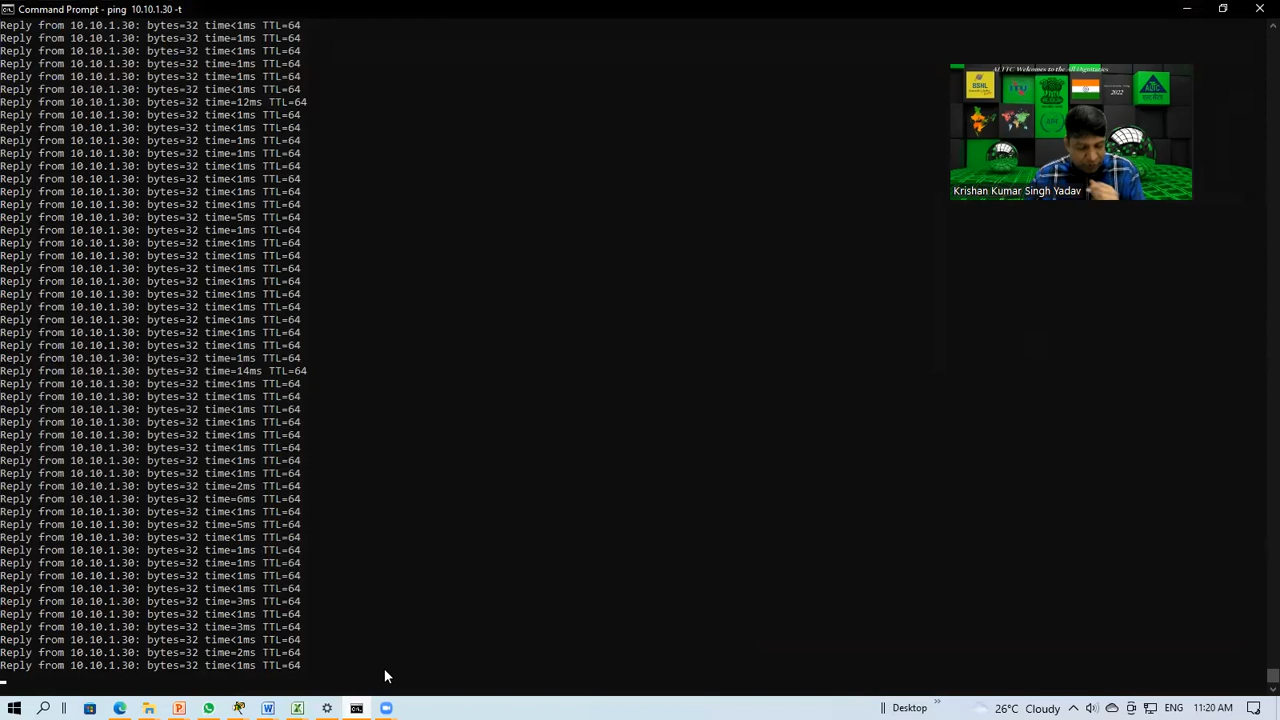 Command Prompt - ping 10.10.1.30 -t
Reply from 10.10.1.30: bytes=32 time<1ms TTL=64
Reply from 10.10.1.30: bytes=32 time=1ms TTL=64
Reply from 10.10.1.30: bytes=32 time<1ms TTL=64
Reply from 10.10.1.30: bytes=32 time=1ms TTL=64
Reply from 10.10.1.30: bytes=32 time=1ms TTL=64
Reply from 10.10.1.30: bytes=32 time<1ms TTL=64
Reply from 10.10.1.30: bytes=32 time=12ms TTL=64
Reply from 10.10.1.30: bytes=32 time<1ms TTL=64
Reply from 10.10.1.30: bytes=32 time<1ms TTL=64
Reply from 10.10.1.30: bytes=32 time=1ms TTL=64
Reply from 10.10.1.30: bytes=32 time=1ms TTL=64
Reply from 10.10.1.30: bytes=32 time<1ms TTL=64
Reply from 10.10.1.30: bytes=32 time<1ms TTL=64
Reply from 10.10.1.30: bytes=32 time<1ms TTL=64
Reply from 10.10.1.30: bytes=32 time<1ms TTL=64
Reply from 10.10.1.30: bytes=32 time=5ms TTL=64
Reply from 10.10.1.30: bytes=32 time=1ms TTL=64
Reply from 10.10.1.30: bytes=32 time<1ms TTL=64
Reply from 10.10.1.30: bytes=32 time<1ms TTL=64
Reply from 10.10.1.30: bytes=32 time<1ms TTL=64
Reply from 10.10.1.30: bytes=32 time<1ms TTL=64
Reply from 10.10.1.30: bytes=32 time<1ms TTL=64
Reply from 10.10.1.30: bytes=32 time<1ms TTL=64
Reply from 10.10.1.30: bytes=32 time<1ms TTL=64
Reply from 10.10.1.30: bytes=32 time<1ms TTL=64
Reply from 10.10.1.30: bytes=32 time<1ms TTL=64
Reply from 10.10.1.30: bytes=32 time=1ms TTL=64
Reply from 10.10.1.30: bytes=32 time=14ms TTL=64
Reply from 10.10.1.30: bytes=32 time<1ms TTL=64
Reply from 10.10.1.30: bytes=32 time<1ms TTL=64
Reply from 10.10.1.30: bytes=32 time<1ms TTL=64
Reply from 10.10.1.30: bytes=32 time<1ms TTL=64
Reply from 10.10.1.30: bytes=32 time<1ms TTL=64
Reply from 10.10.1.30: bytes=32 time<1ms TTL=64
Reply from 10.10.1.30: bytes=32 time<1ms TTL=64
Reply from 10.10.1.30: bytes=32 time<1ms TTL=64
Reply from 10.10.1.30: bytes=32 time=2ms TTL=64
Reply from 10.10.1.30: bytes=32 time=6ms TTL=64
Reply from 10.10.1.30: bytes=32 time<1ms TTL=64
Reply from 10.10.1.30: bytes=32 time=5ms TTL=64
Reply from 10.10.1.30: bytes=32 time<1ms TTL=64
Reply from 10.10.1.30: bytes=32 time=1ms TTL=64
Reply from 10.10.1.30: bytes=32 time=1ms TTL=64
Reply from 10.10.1.30: bytes=32 time<1ms TTL=64
Reply from 10.10.1.30: bytes=32 time<1ms TTL=64
Reply from 10.10.1.30: bytes=32 time=3ms TTL=64
Reply from 10.10.1.30: bytes=32 time<1ms TTL=64
Reply from 10.10.1.30: bytes=32 time=3ms TTL=64
Reply from 10.10.1.30: bytes=32 time<1ms TTL=64
Reply from 10.10.1.30: bytes=32 time=2ms TTL=64
Reply from 10.10.1.30: bytes=32 time<1ms TTL=64
ALTTC Welcomes to the All Dignitaries
BSNL
ITU
2022
Krishan Kumar Singh Yadav
Desktop
26°C Cloudy
ENG
11:20 AM